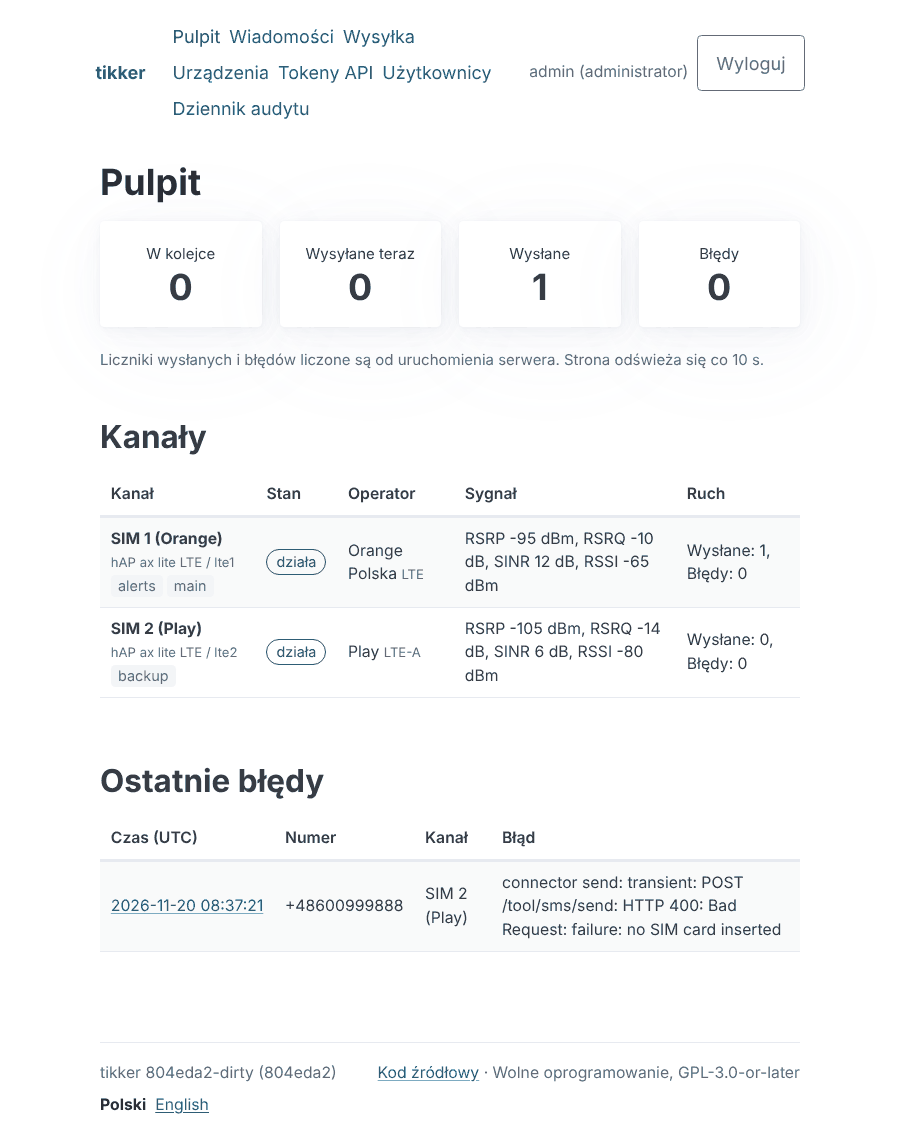 Pulpit Wiadomości Wysyłka
tikker Urządzenia Tokeny API Użytkownicy admin (administrator) Wyloguj
Dziennik audytu
Pulpit
W kolejce Wysyłane teraz Wysłane Błędy
0 0 1 0
Liczniki wysłanych i błędów liczone są od uruchomienia serwera. Strona odświeża się co 10 s.
Kanały
Kanał Stan Operator Sygnał Ruch
SIM 1 (Orange)
hAP ax lite LTE / lte1
alerts main
działa
Orange
Polska LTE
RSRP -95 dBm, RSRQ -10
dB, SINR 12 dB, RSSI -65
dBm
Wysłane: 1,
Błędy: 0
SIM 2 (Play)
hAP ax lite LTE / lte2
backup
działa
Play LTE-A
RSRP -105 dBm, RSRQ -14
dB, SINR 6 dB, RSSI -80
dBm
Wysłane: 0,
Błędy: 0
Ostatnie błędy
Czas (UTC) Numer Kanał Błąd
2026-11-20 08:37:21
+48600999888
SIM 2
(Play)
connector send: transient: POST
/tool/sms/send: HTTP 400: Bad
Request: failure: no SIM card inserted
tikker 804eda2-dirty (804eda2) Kod źródłowy · Wolne oprogramowanie, GPL-3.0-or-later
Polski English